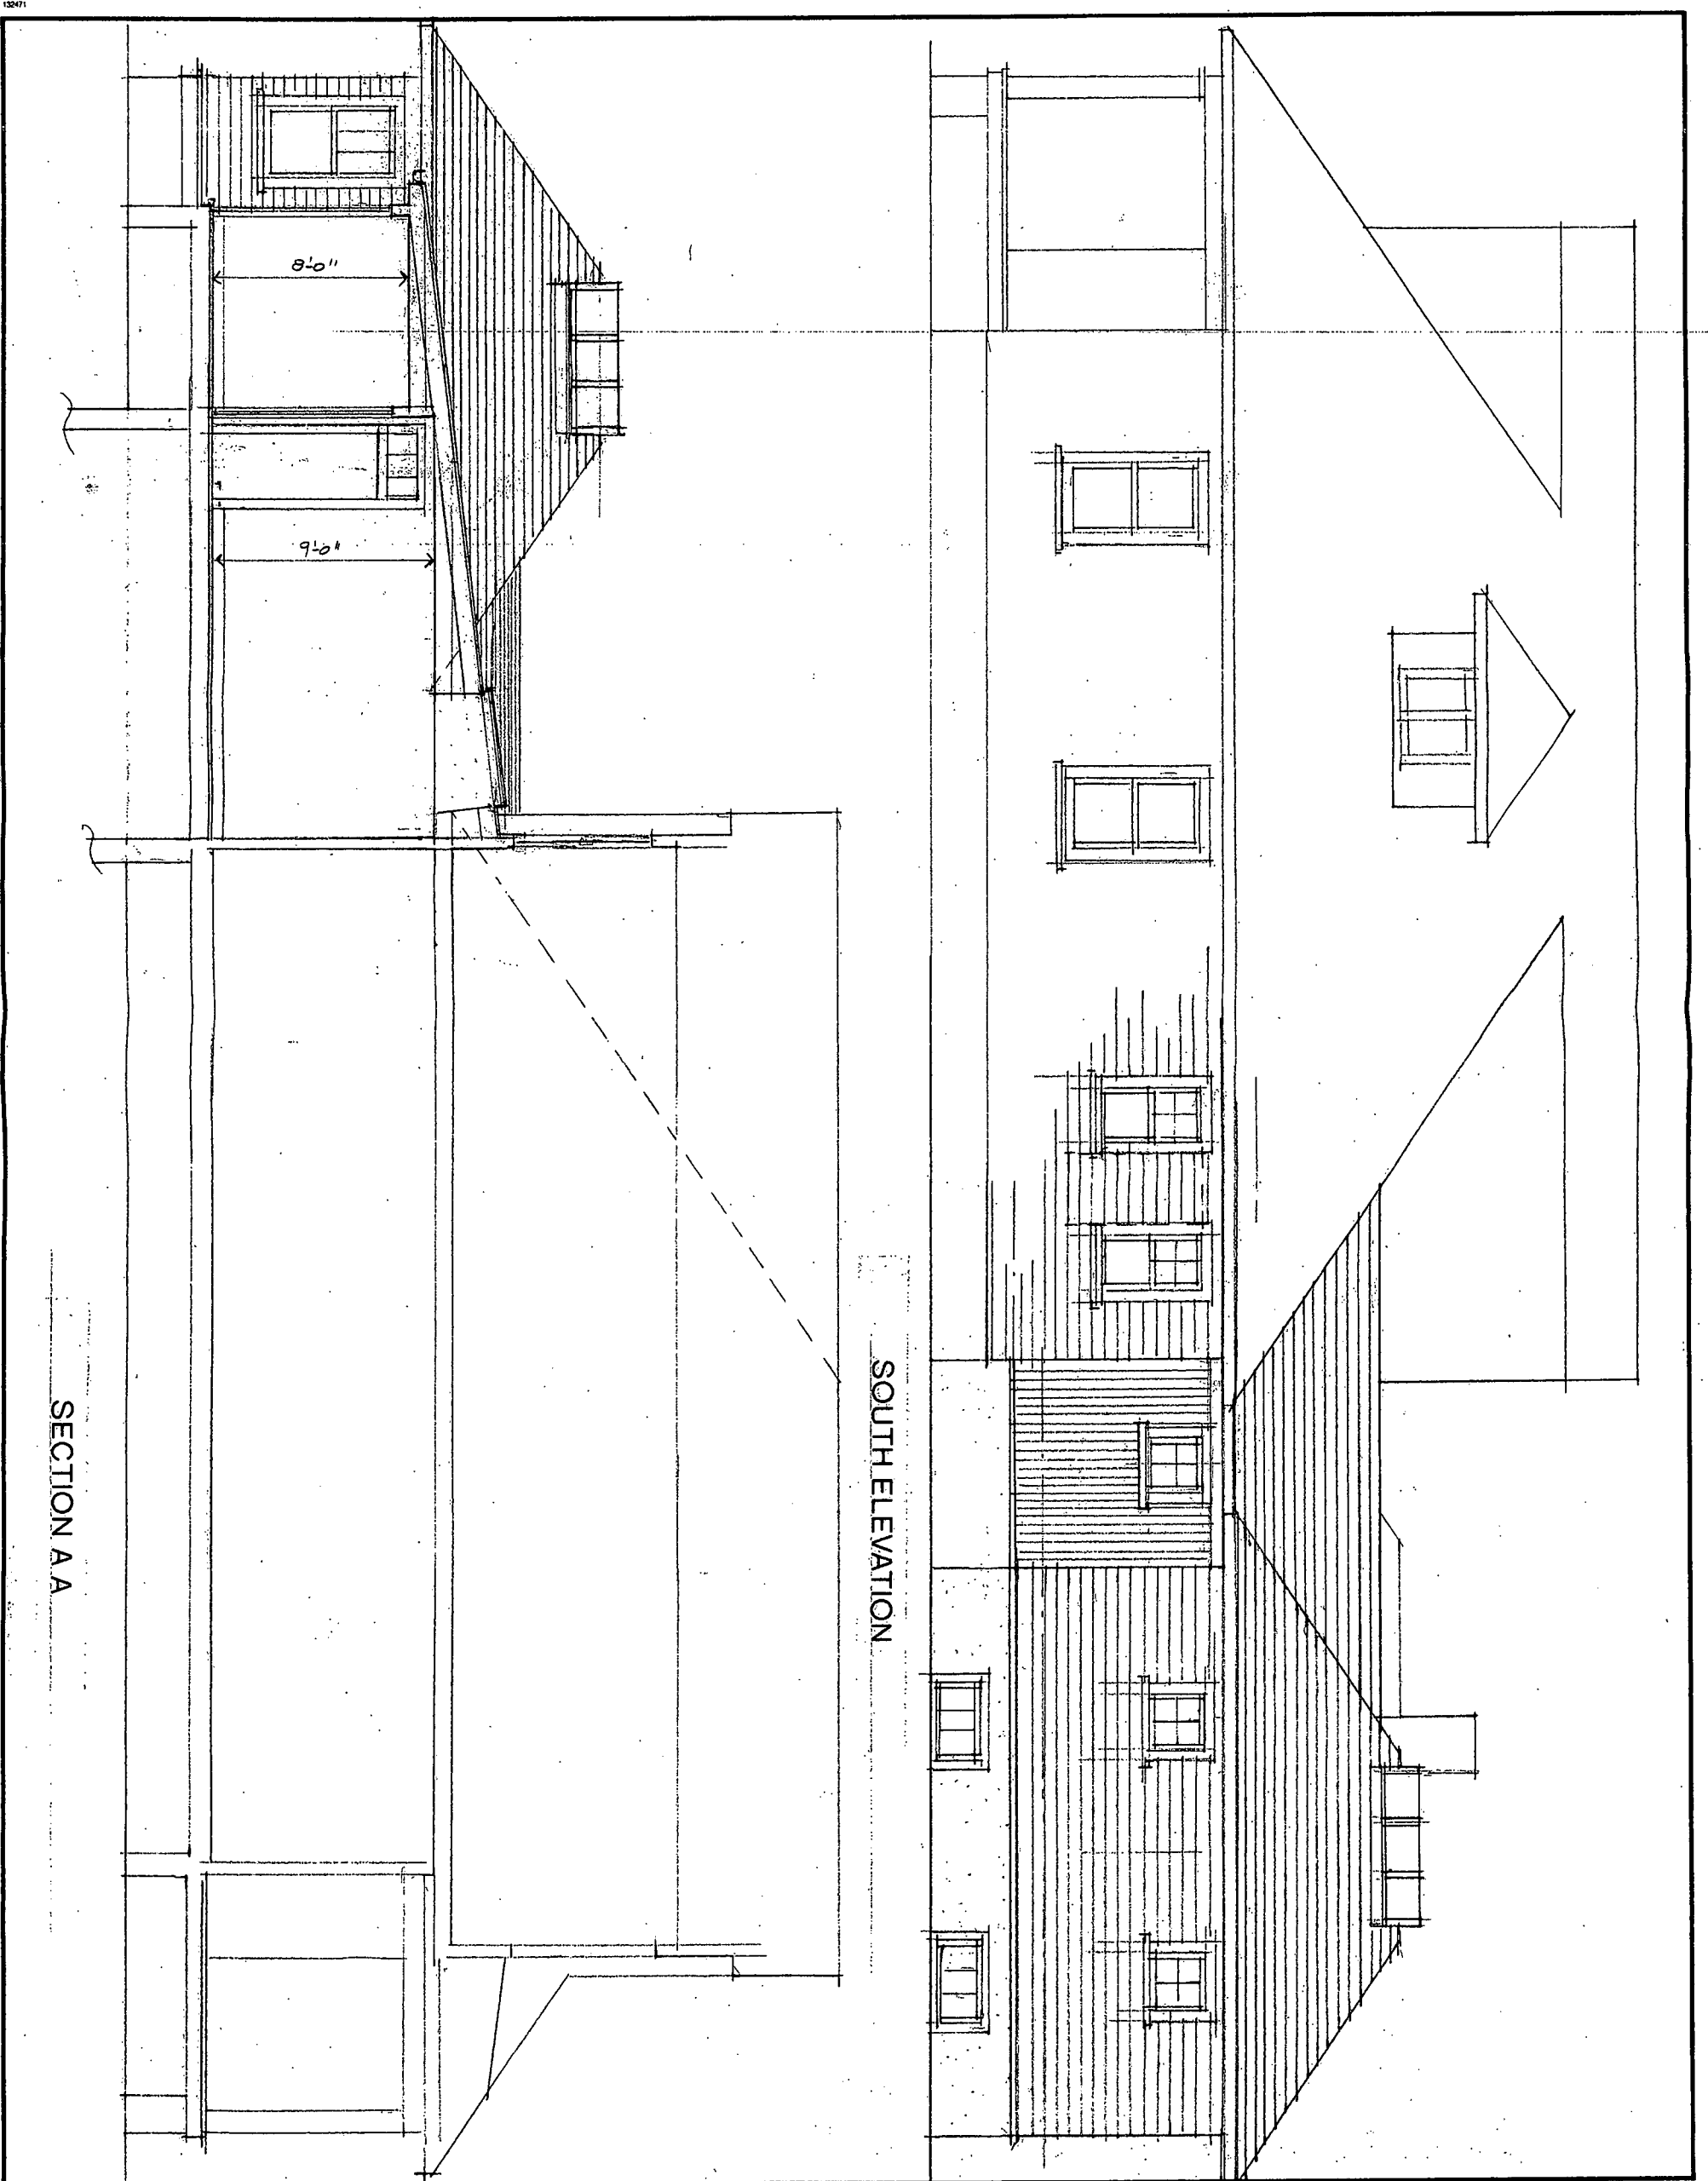 132471
SOUTH ELEVATION
8'-0"
9'-0"
SECTION A A